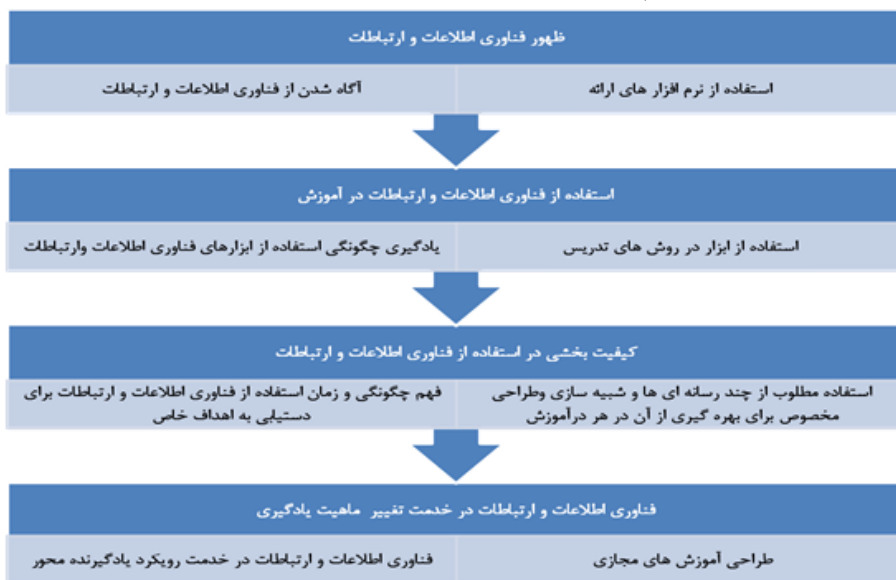 ظهور فناوری اطلاعات و ارتباطات
استفاده از نرم افزار های ارائه
آگاه شدن از فناوری اطلاعات و ارتباطات
استفاده از فناوری اطلاعات و ارتباطات در آموزش
استفاده از ابزار در روش های تدریس
یادگیری چگونگی استفاده از ابزارهای فناوری اطلاعات وارتباطات
کیفیت بخشی در استفاده از فناوری اطلاعات و ارتباطات
استفاده مطلوب از چند رسانه ای ها و شبیه سازی وطراحی
مخصوص برای بهره گیری از آن در هر درآموزش
فهم چگونگی و زمان استفاده از فناوری اطلاعات و ارتباطات برای
دستیابی به اهداف خاص
فناوری اطلاعات و ارتباطات در خدمت تغییر ماهیت یادگیری
طراحی آموزش های مجازی
فناوری اطلاعات و ارتباطات در خدمت رویکرد یادگیرنده محور